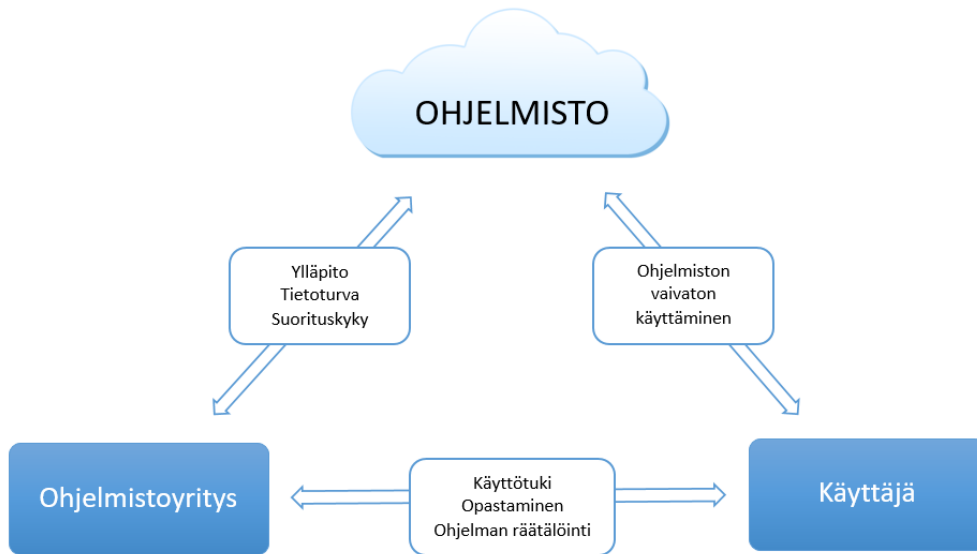 OHJELMISTO
Ylläpito
Tietoturva
Suorituskyky
Ohjelmiston
vaivaton
käyttäminen
Ohjelmistoyritys
Käyttötuki
Opastaminen
Ohjelman räätälöinti
Käyttäjä